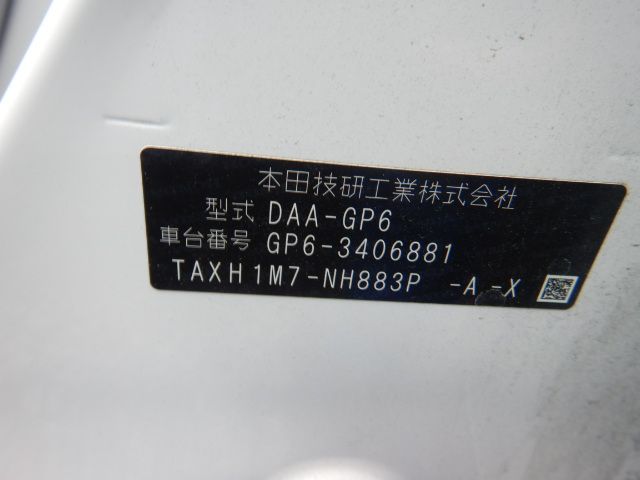 本田技研工業株式会社
型式 DAA-GP6
車台番号 GP6-3406881
TAXH1M7-NH883P -A -X